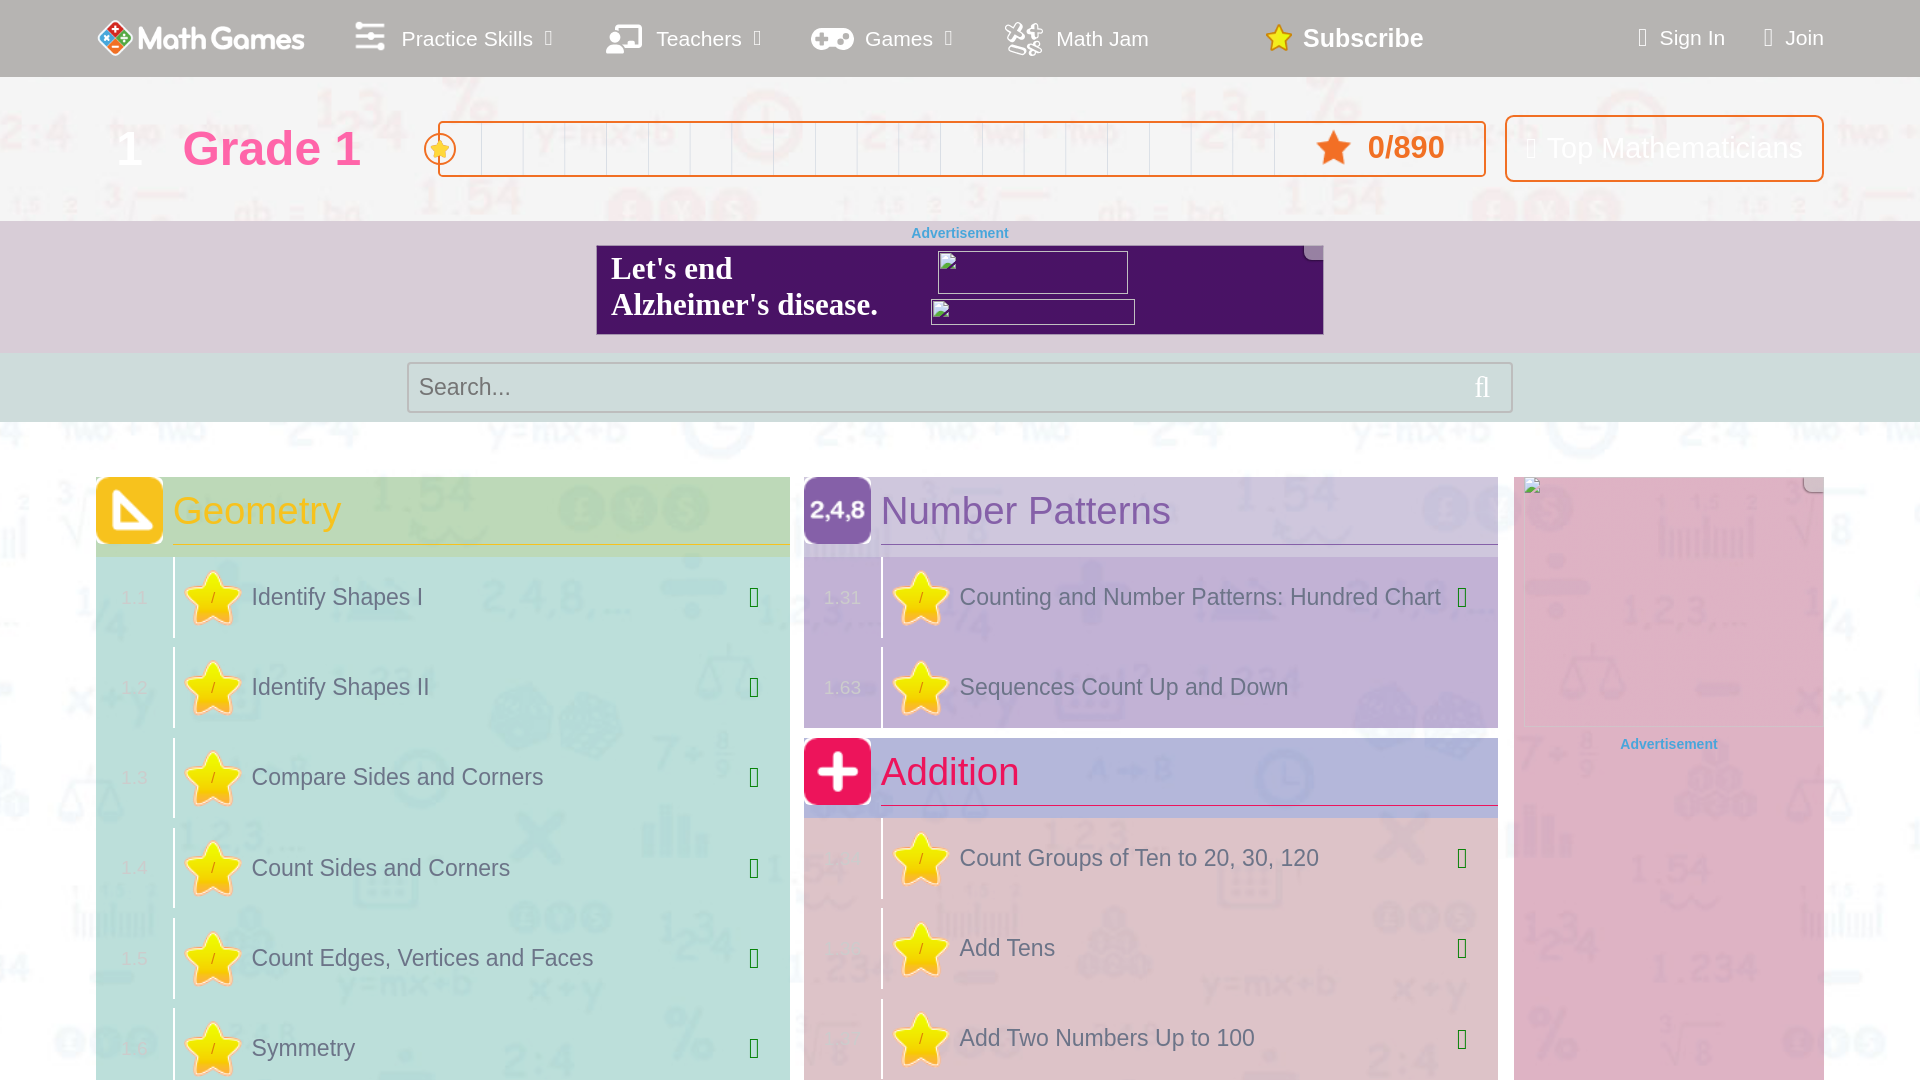 Math Games
Practice Skills
Teachers
Games
Math Jam
Subscribe
Sign In
Join
1 Grade 1
0/890
Top Mathematicians
Advertisement
Let's end
Alzheimer's disease.
Search...
Geometry
1.1 / Identify Shapes I
1.2 / Identify Shapes II
1.3 / Compare Sides and Corners
1.4 / Count Sides and Corners
1.5 / Count Edges, Vertices and Faces
1.6 / Symmetry
2,4,8 Number Patterns
1.31 / Counting and Number Patterns: Hundred Chart
1.63 / Sequences Count Up and Down
Addition
/ Count Groups of Ten to 20, 30, 120
/ Add Tens
/ Add Two Numbers Up to 100
Advertisement